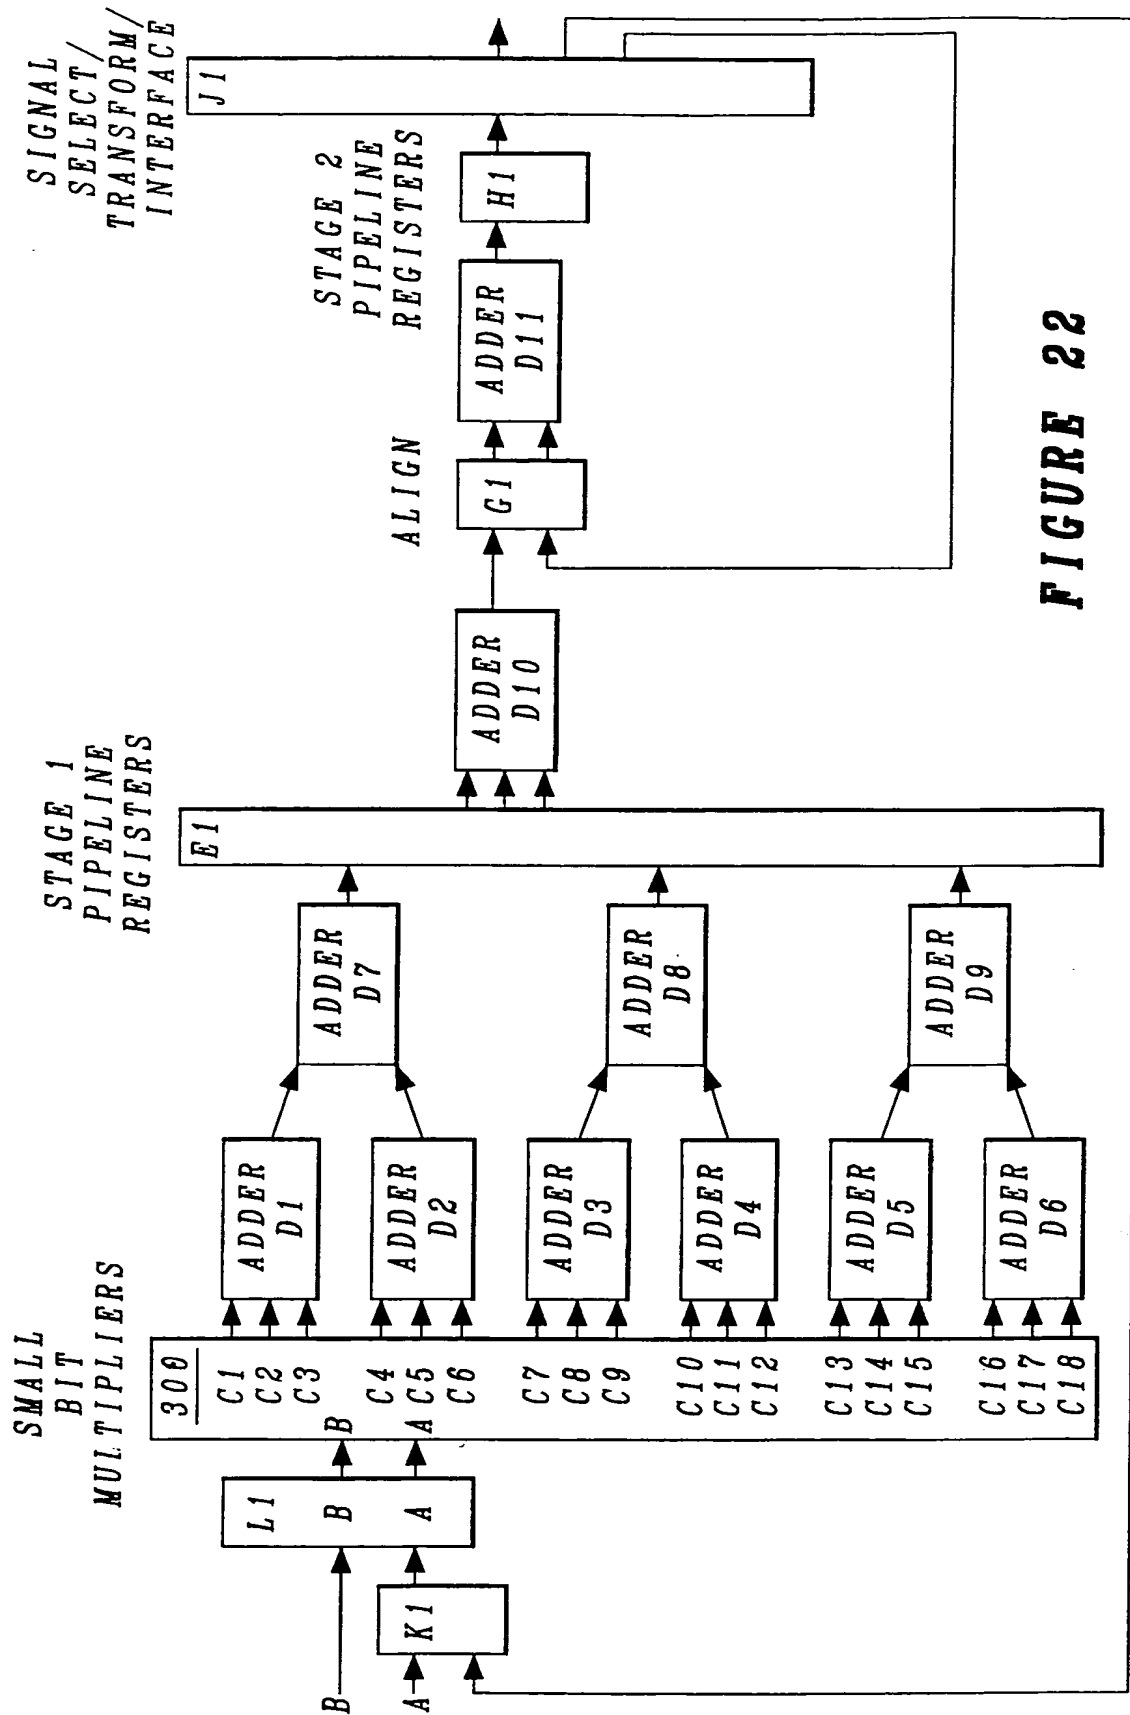 SMALL
BIT
MULTIPLIERS
STAGE 1
PIPELINE
REGISTERS
ALIGN
STAGE 2
PIPELINE
REGISTERS
SIGNAL
SELECT/
TRANSFORM/
INTERFACE
B
A
K1
L1
B
A
300
B
A
C1
C2
C3
C4
C5
C6
C7
C8
C9
C10
C11
C12
C13
C14
C15
C16
C17
C18
ADDER
D1
ADDER
D2
ADDER
D3
ADDER
D4
ADDER
D5
ADDER
D6
ADDER
D7
ADDER
D8
ADDER
D9
E1
ADDER
D10
G1
ADDER
D11
H1
J1
FIGURE 22